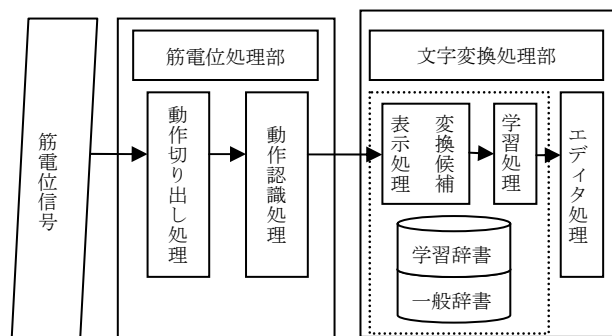 筋電位信号
筋電位処理部
動作切り出し処理
動作認識処理
文字変換処理部
変換候補
表示処理
学習処理
エディタ処理
学習辞書
一般辞書